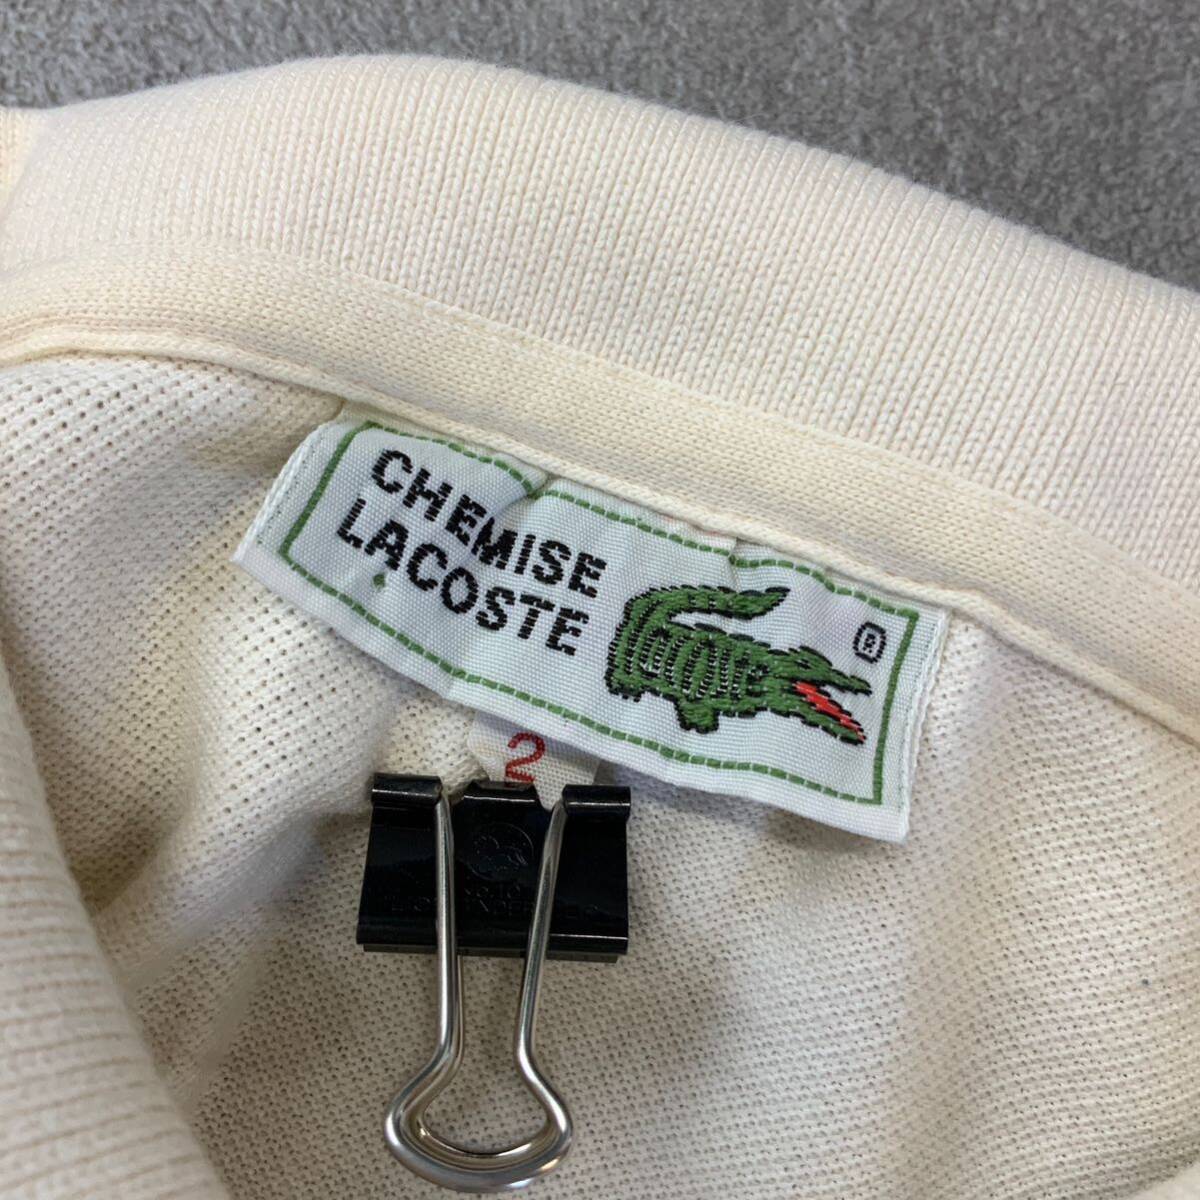 CHEMISE
LACOSTE
®
2